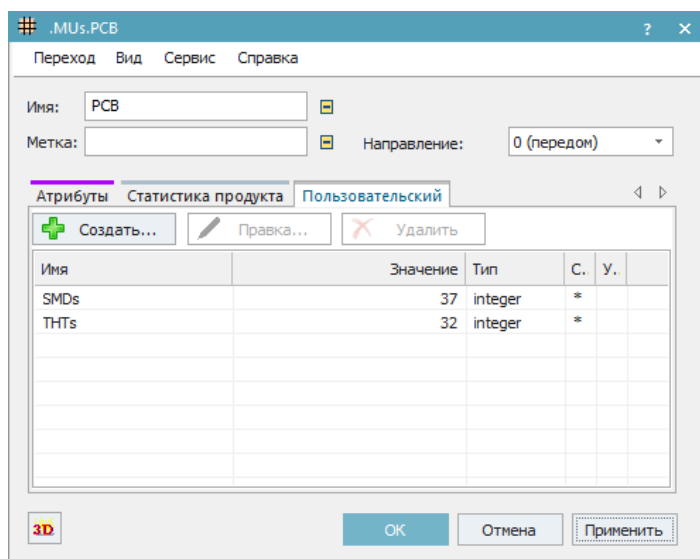 .MUs.PCB ? ×
Переход Вид Сервис Справка
Имя: PCB
Метка: Направление: 0 (передом)
Атрибуты Статистика продукта Пользовательский
Создать... Правка... Удалить
Имя Значение Тип С.. У..
SMDs 37 integer *
THTs 32 integer *
3D OK Отмена Применить